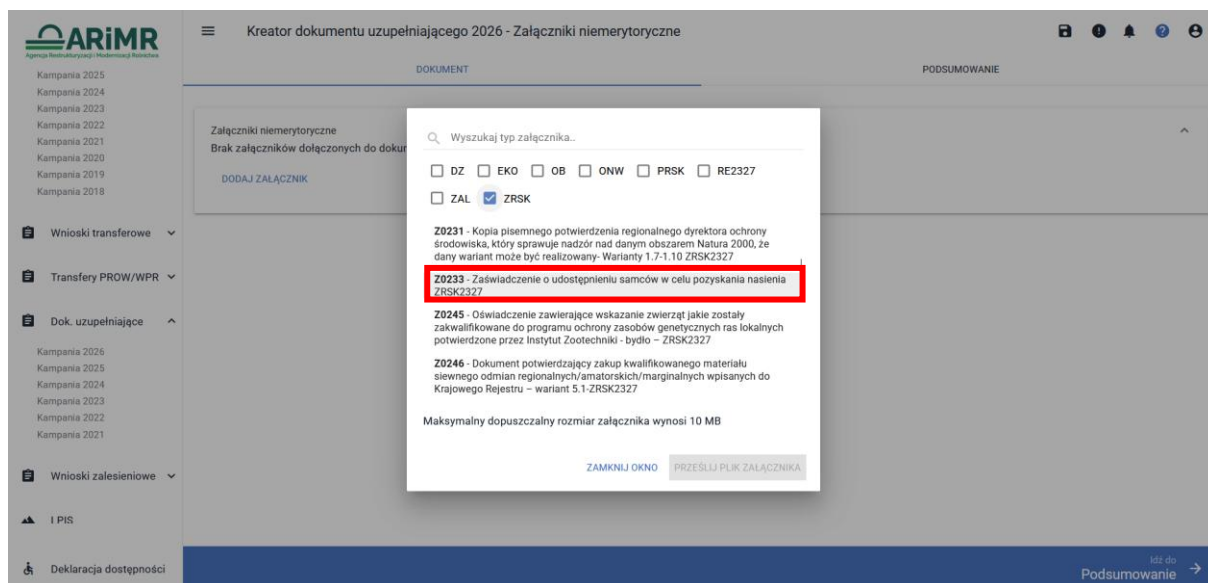 ARiMR
Agencja Restrukturyzacji i Modernizacji Rolnictwa
Kampania 2025
Kampania 2024
Kampania 2023
Kampania 2022
Kampania 2021
Kampania 2020
Kampania 2019
Kampania 2018
Wnioski transferowe
Transfery PROW/WPR
Dok. uzupełniające
Kampania 2026
Kampania 2025
Kampania 2024
Kampania 2023
Kampania 2022
Kampania 2021
Wnioski zalesieniowe
I PIS
Deklaracja dostępności
Kreator dokumentu uzupełniającego 2026 - Załączniki niemerytoryczne
DOKUMENT
PODSUMOWANIE
Załączniki niemerytoryczne
Brak załączników dołączonych do dokur
DODAJ ZAŁĄCZNIK
Wyszukaj typ załącznika..
DZ EKO OB ONW PRSK RE2327
ZAL ZRSK
Z0231 - Kopia pisemnego potwierdzenia regionalnego dyrektora ochrony
środowiska, który sprawuje nadzór nad danym obszarem Natura 2000, że
dany wariant może być realizowany- Warianty 1.7-1.10 ZRSK2327
Z0233 - Zaświadczenie o udostępnieniu samców w celu pozyskania nasienia
ZRSK2327
Z0245 - Oświadczenie zawierające wskazanie zwierząt jakie zostały
zakwalifikowane do programu ochrony zasobów genetycznych ras lokalnych
potwierdzone przez Instytut Zootechniki - bydło – ZRSK2327
Z0246 - Dokument potwierdzający zakup kwalifikowanego materiału
siewnego odmian regionalnych/amatorskich/marginalnych wpisanych do
Krajowego Rejestru – wariant 5.1-ZRSK2327
Maksymalny dopuszczalny rozmiar załącznika wynosi 10 MB
ZAMKNIJ OKNO PRZEŚLIJ PLIK ZAŁĄCZNIKA
Idź do
Podsumowanie